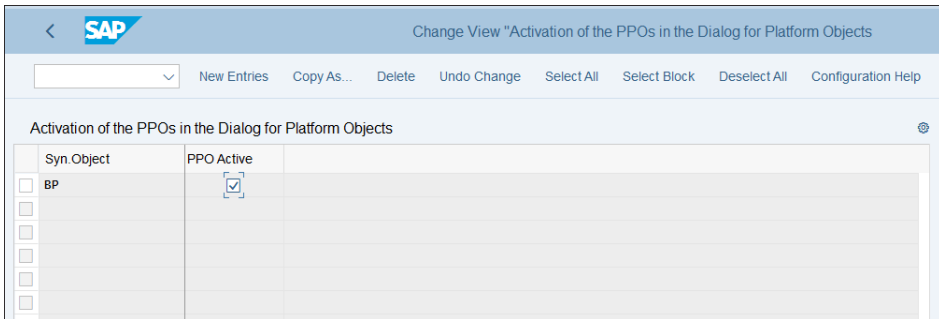 SAP Change View "Activation of the PPOs in the Dialog for Platform Objects
New Entries Copy As... Delete Undo Change Select All Select Block Deselect All Configuration Help
Activation of the PPOs in the Dialog for Platform Objects
Syn.Object PPO Active
BP